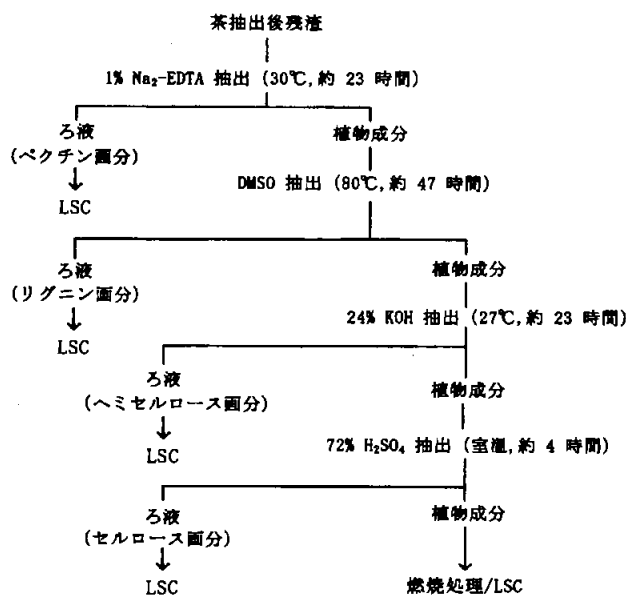 茶抽出後残渣
1% Na₂-EDTA 抽出 (30℃,約 23 時間)
ろ液
(ペクチン画分)
LSC
植物成分
DMSO 抽出 (80℃,約 47 時間)
ろ液
(リグニン画分)
LSC
植物成分
24% KOH 抽出 (27℃,約 23 時間)
ろ液
(ヘミセルロース画分)
LSC
植物成分
72% H₂SO₄ 抽出 (室温,約 4 時間)
ろ液
(セルロース画分)
LSC
植物成分
燃焼処理/LSC